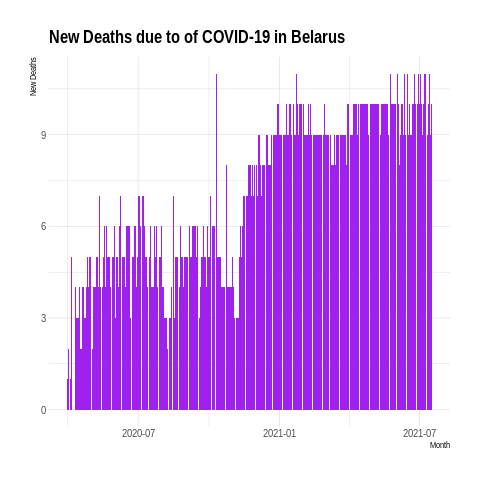 New Deaths due to of COVID-19 in Belarus
New Deaths
9
6
3
0
2020-07
2021-01
2021-07
Month